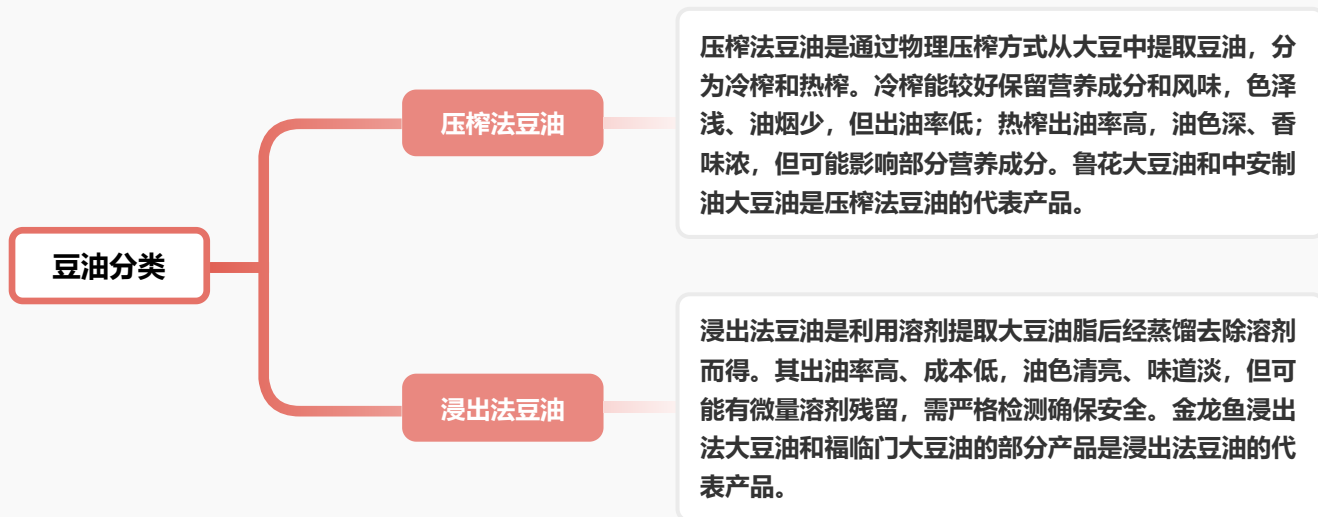 豆油分类
压榨法豆油
压榨法豆油是通过物理压榨方式从大豆中提取豆油，分
为冷榨和热榨。冷榨能较好保留营养成分和风味，色泽
浅、油烟少，但出油率低；热榨出油率高，油色深、香
味浓，但可能影响部分营养成分。鲁花大豆油和中安制
油大豆油是压榨法豆油的代表产品。
浸出法豆油
浸出法豆油是利用溶剂提取大豆油脂后经蒸馏去除溶剂
而得。其出油率高、成本低，油色清亮、味道淡，但可
能有微量溶剂残留，需严格检测确保安全。金龙鱼浸出
法大豆油和福临门大豆油的部分产品是浸出法豆油的代
表产品。